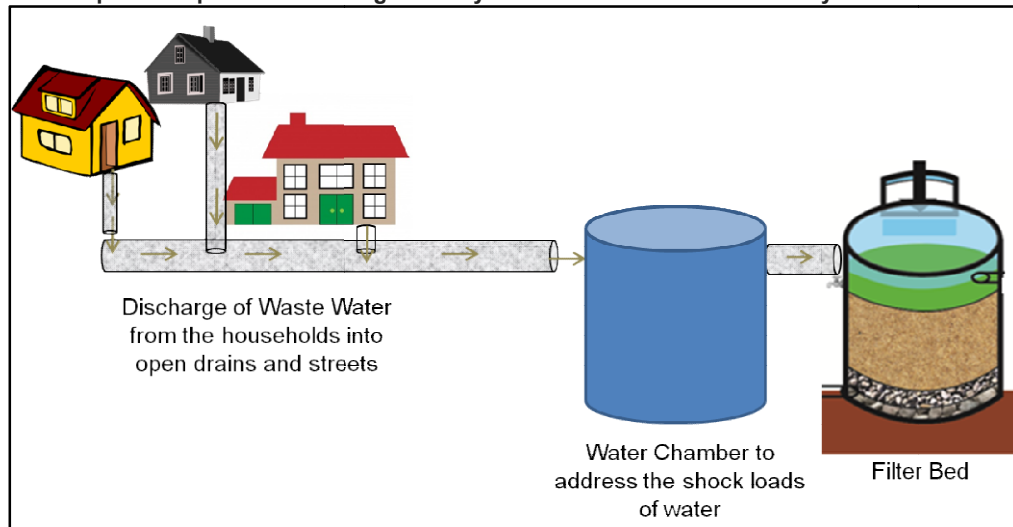 Discharge of Waste Water
from the households into
open drains and streets
Water Chamber to
address the shock loads
of water
Filter Bed